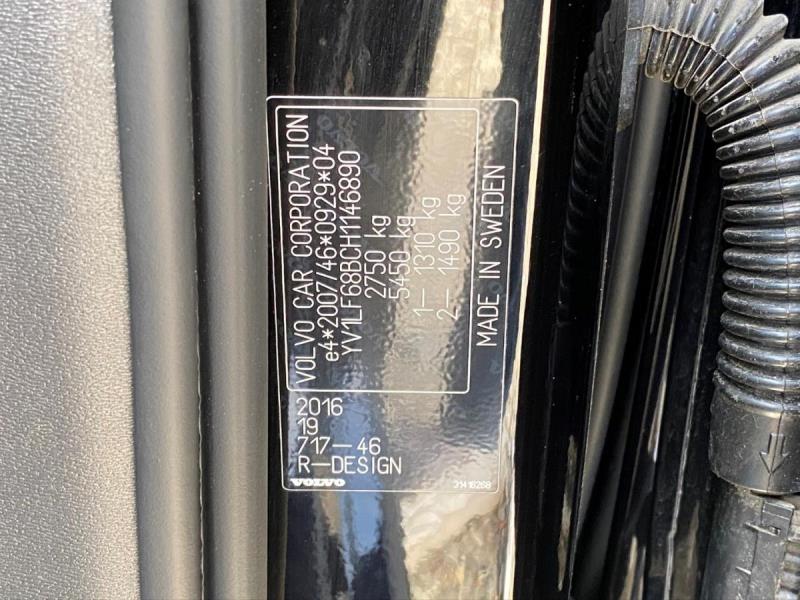 VOLVO CAR CORPORATION
e4*2007/46*0929*04
YV1LF68BCH1146890
2750 kg
5450 kg
1– 1310 kg
2– 1490 kg
MADE IN SWEDEN
2016
19
717–46
R–DESIGN
VOLVO
31416268